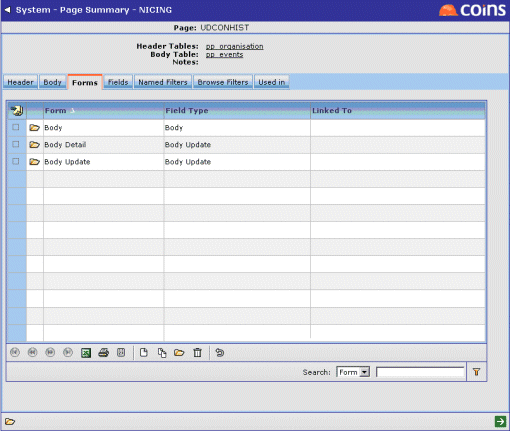 System - Page Summary - NICING
COINS
Page: UDCONHIST
Header Tables: pp_organisation
Body Table: pp_events
Notes:
Header Body Forms Fields Named Filters Browse Filters Used in
Form Field Type Linked To
Body Body
Body Detail Body Update
Body Update Body Update
Search: Form